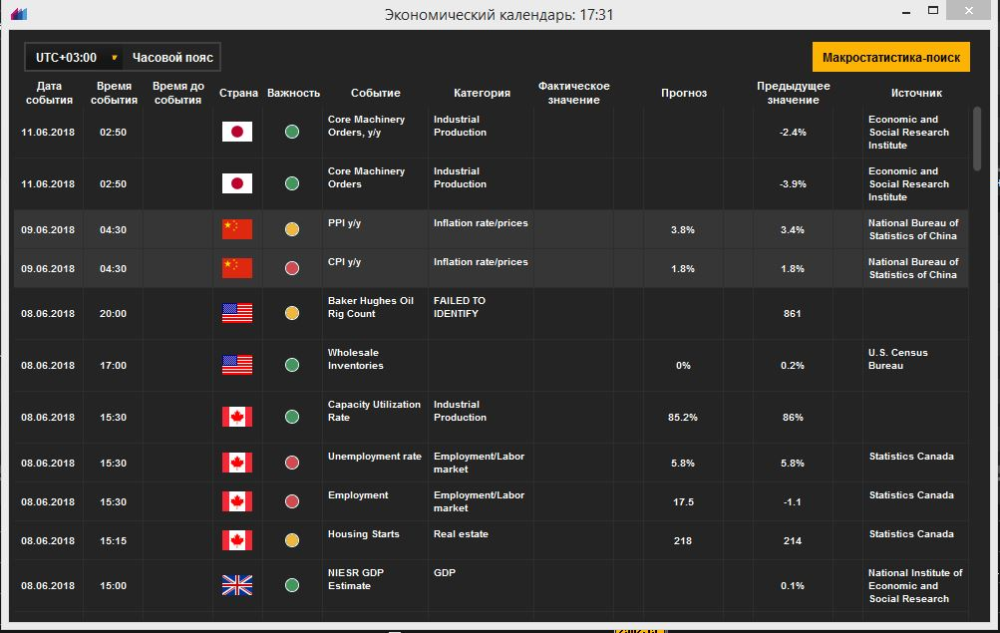 Экономический календарь: 17:31
UTC+03:00 Часовой пояс
Макростатистика-поиск
Дата события Время события Время до события Страна Важность Событие Категория Фактическое значение Прогноз Предыдущее значение Источник
11.06.2018 02:50 Core Machinery Orders, y/y Industrial Production -2.4% Economic and Social Research Institute
11.06.2018 02:50 Core Machinery Orders Industrial Production -3.9% Economic and Social Research Institute
09.06.2018 04:30 PPI y/y Inflation rate/prices 3.8% 3.4% National Bureau of Statistics of China
09.06.2018 04:30 CPI y/y Inflation rate/prices 1.8% 1.8% National Bureau of Statistics of China
08.06.2018 20:00 Baker Hughes Oil Rig Count FAILED TO IDENTIFY 861
08.06.2018 17:00 Wholesale Inventories 0% 0.2% U.S. Census Bureau
08.06.2018 15:30 Capacity Utilization Rate Industrial Production 85.2% 86%
08.06.2018 15:30 Unemployment rate Employment/Labor market 5.8% 5.8% Statistics Canada
08.06.2018 15:30 Employment Employment/Labor market 17.5 -1.1 Statistics Canada
08.06.2018 15:15 Housing Starts Real estate 218 214 Statistics Canada
08.06.2018 15:00 NIESR GDP Estimate GDP 0.1% National Institute of Economic and Social Research